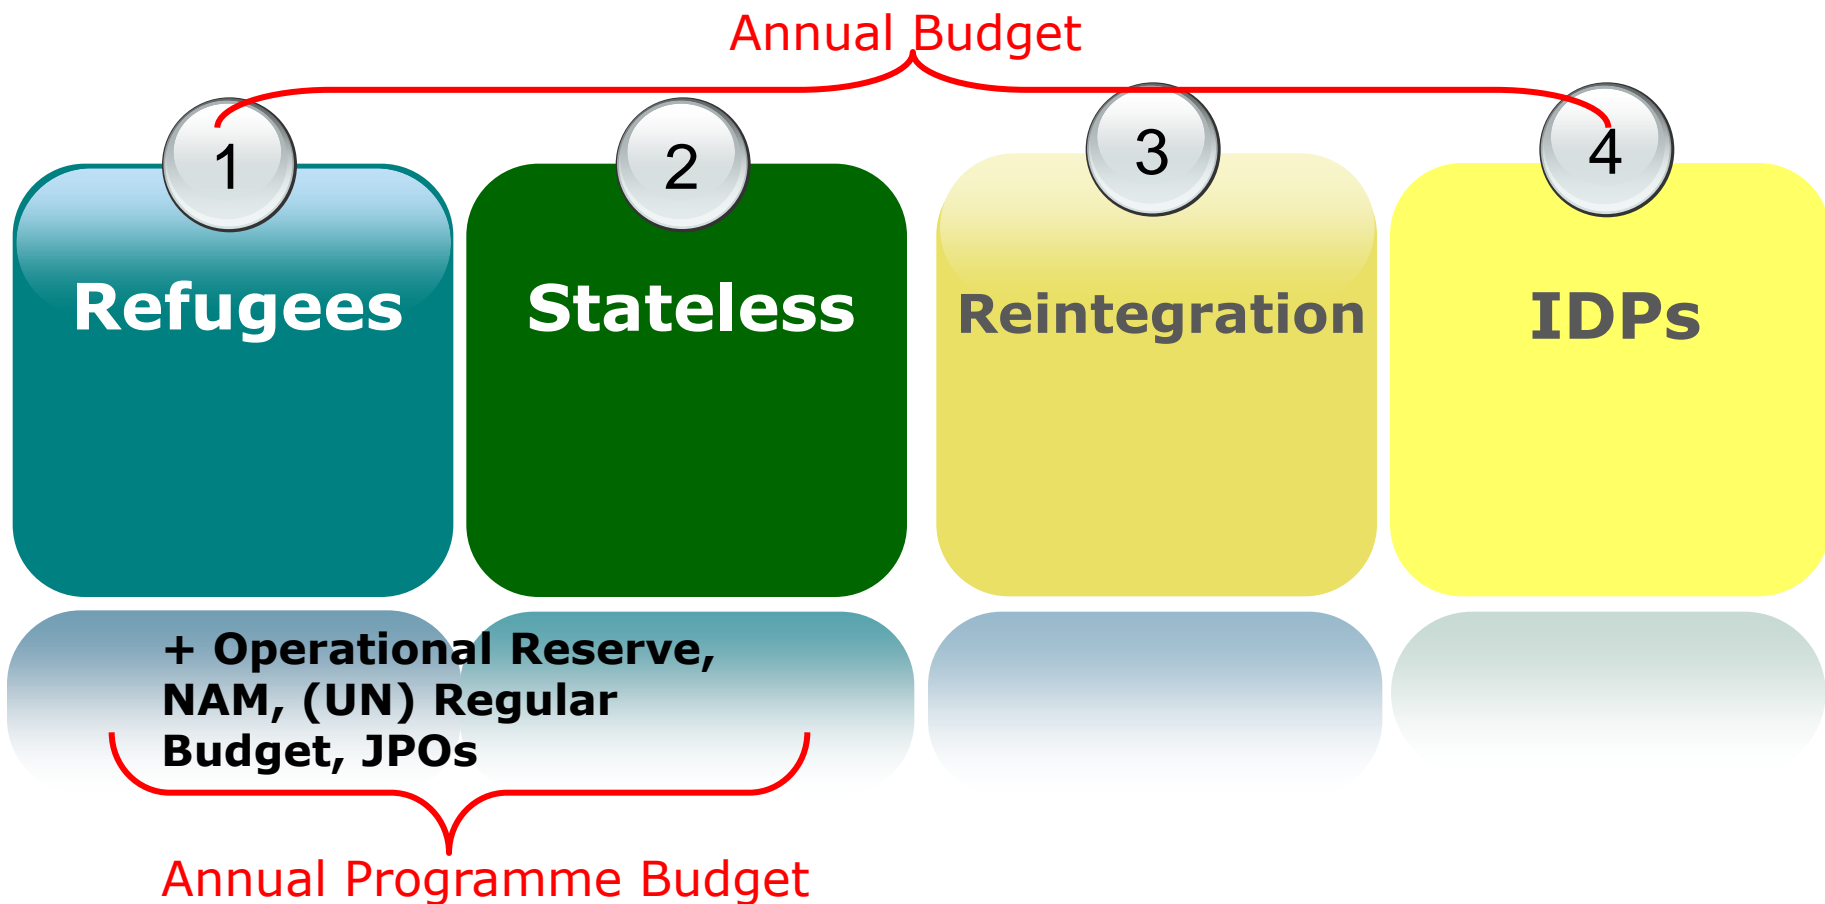 Annual Budget
1
2
3
4
Refugees
Stateless
Reintegration
IDPs
+ Operational Reserve,
NAM, (UN) Regular
Budget, JPOs
Annual Programme Budget